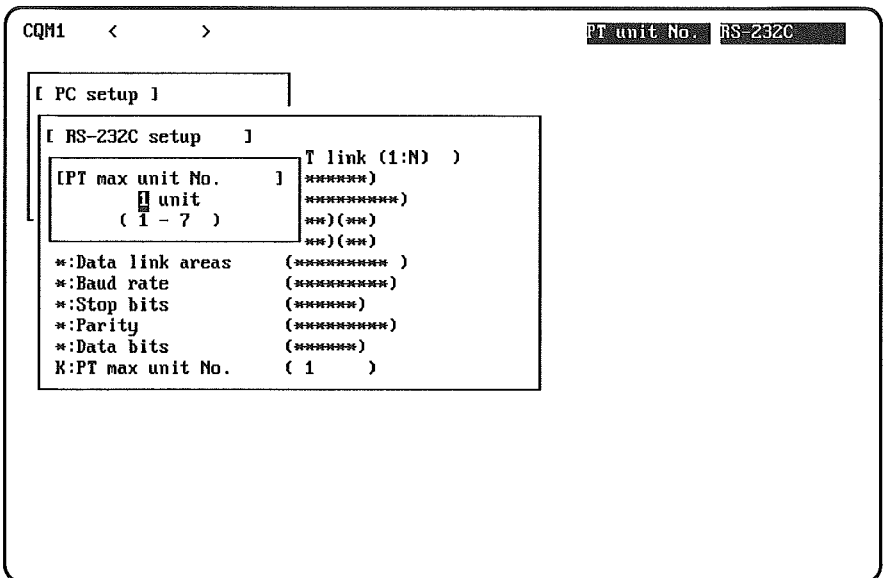 CQM1 < > PT unit No. RS-232C
[ PC setup ]
[ RS-232C setup ]
T link (1:N) )
[PT max unit No. ] ******)
1 unit *********)
( 1 - 7 ) **)(**)
**)(**)
*:Data link areas (********* )
*:Baud rate (*********)
*:Stop bits (******)
*:Parity (*********)
*:Data bits (******)
K:PT max unit No. ( 1 )